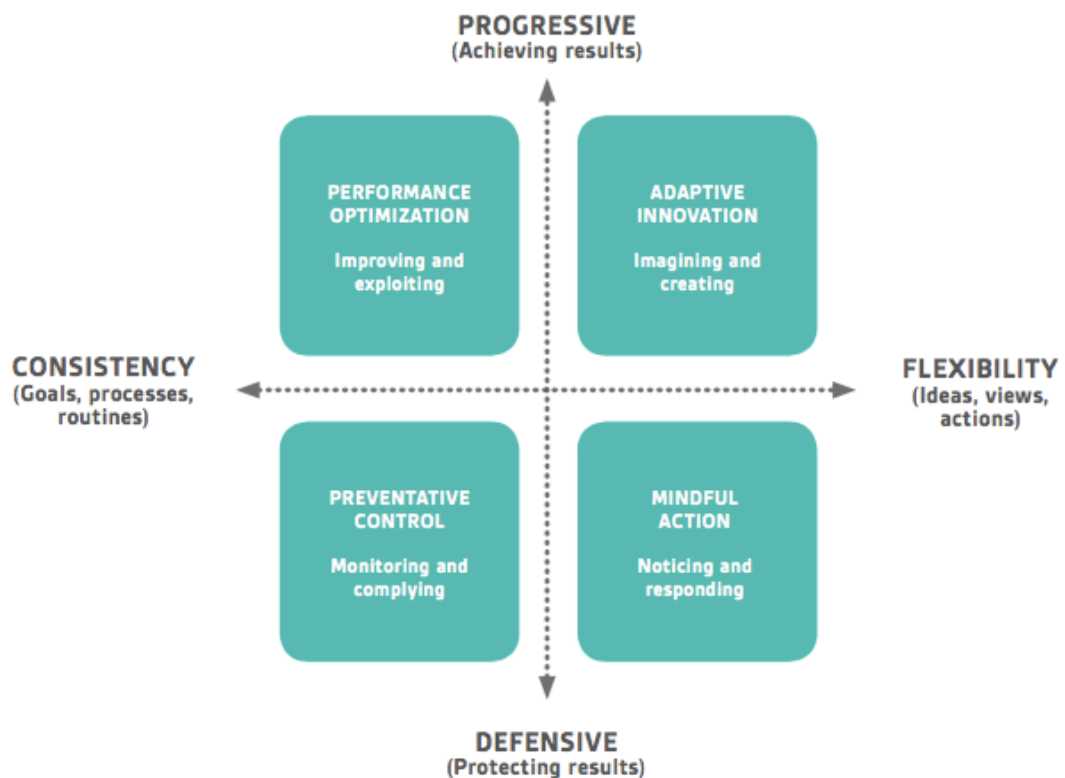 PROGRESSIVE
(Achieving results)
PERFORMANCE
OPTIMIZATION
Improving and
exploiting
ADAPTIVE
INNOVATION
Imagining and
creating
CONSISTENCY
(Goals, processes,
routines)
FLEXIBILITY
(Ideas, views,
actions)
PREVENTATIVE
CONTROL
Monitoring and
complying
MINDFUL
ACTION
Noticing and
responding
DEFENSIVE
(Protecting results)